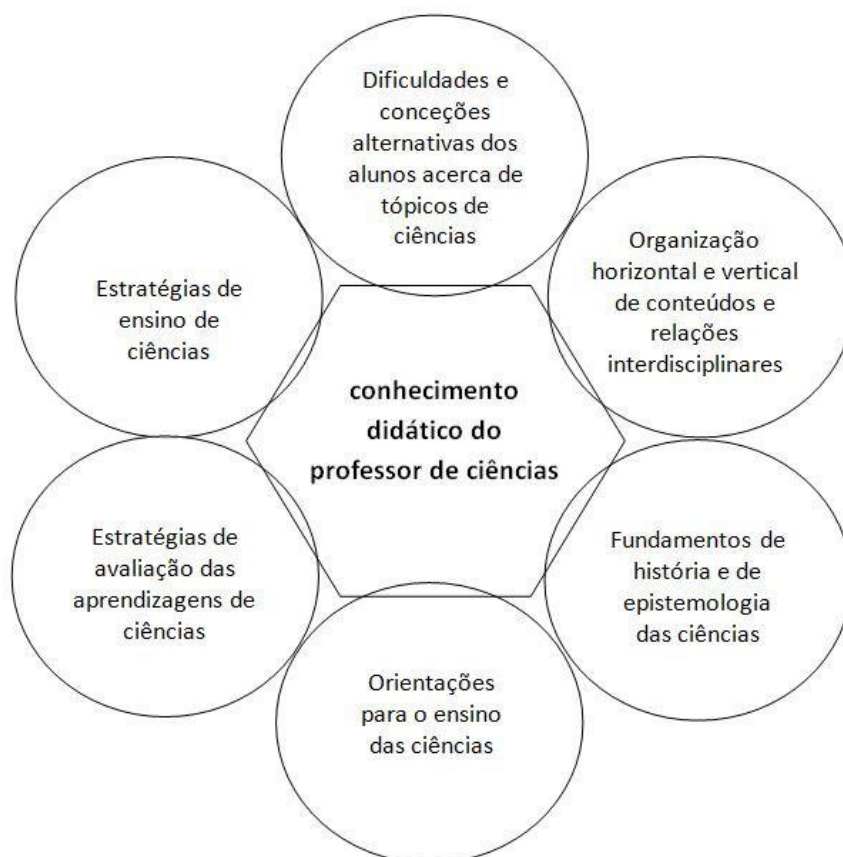 Dificuldades e
conceções
alternativas dos
alunos acerca de
tópicos de
ciências
Organização
horizontal e vertical
de conteúdos e
relações
interdisciplinares
Estratégias de
ensino de
ciências
conhecimento
didático do
professor de ciências
Estratégias de
avaliação das
aprendizagens de
ciências
Fundamentos de
história e de
epistemologia
das ciências
Orientações
para o ensino
das ciências